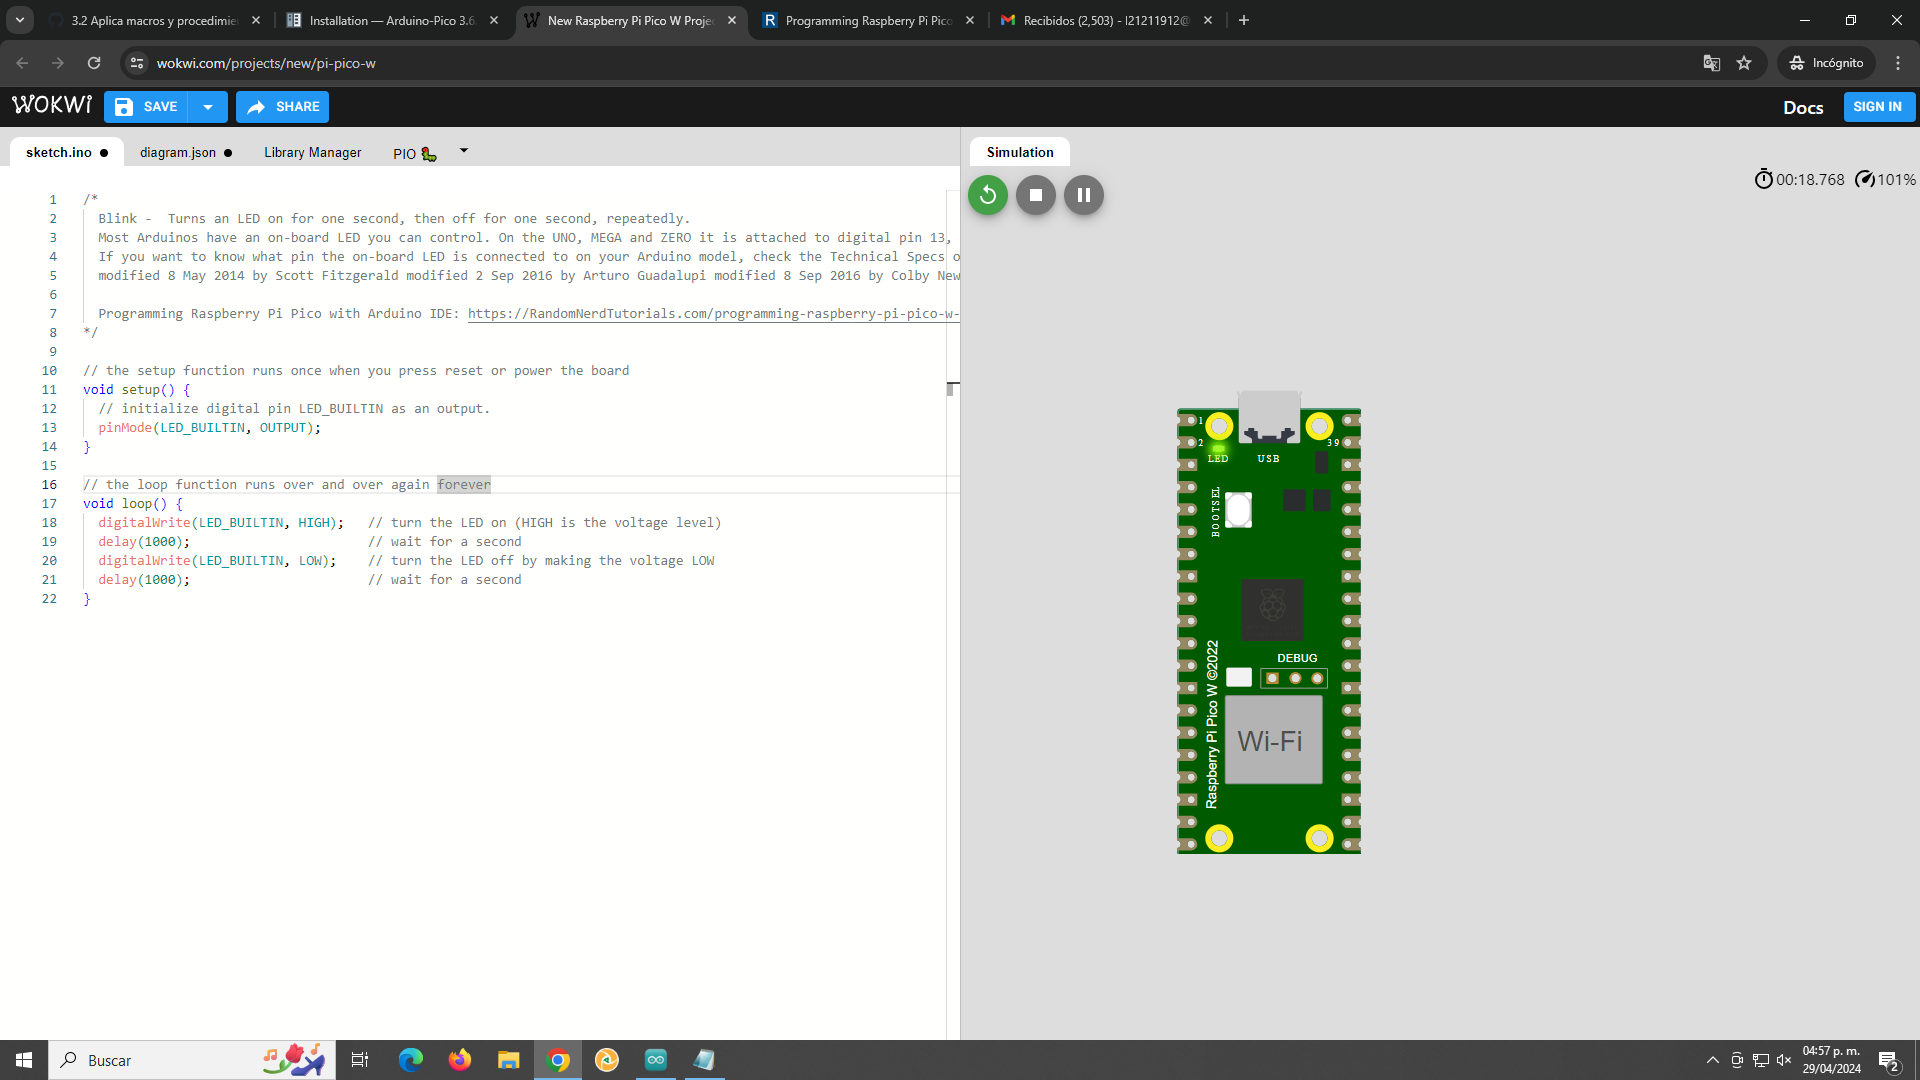 3.2 Aplica macros y procedimie
Installation — Arduino-Pico 3.6.
New Raspberry Pi Pico W Projec
Programming Raspberry Pi Pico
Recibidos (2,503) - l21211912@
wokwi.com/projects/new/pi-pico-w
Incógnito
WOKWI
SAVE
SHARE
Docs
SIGN IN
sketch.ino
diagram.json
Library Manager
PIO
Simulation
00:18.768
101%
1 /*
2 Blink - Turns an LED on for one second, then off for one second, repeatedly.
3 Most Arduinos have an on-board LED you can control. On the UNO, MEGA and ZERO it is attached to digital pin 13,
4 If you want to know what pin the on-board LED is connected to on your Arduino model, check the Technical Specs o
5 modified 8 May 2014 by Scott Fitzgerald modified 2 Sep 2016 by Arturo Guadalupi modified 8 Sep 2016 by Colby New
6
7 Programming Raspberry Pi Pico with Arduino IDE: https://RandomNerdTutorials.com/programming-raspberry-pi-pico-w-
8 */
9
10 // the setup function runs once when you press reset or power the board
11 void setup() {
12 // initialize digital pin LED_BUILTIN as an output.
13 pinMode(LED_BUILTIN, OUTPUT);
14 }
15
16 // the loop function runs over and over again forever
17 void loop() {
18 digitalWrite(LED_BUILTIN, HIGH); // turn the LED on (HIGH is the voltage level)
19 delay(1000); // wait for a second
20 digitalWrite(LED_BUILTIN, LOW); // turn the LED off by making the voltage LOW
21 delay(1000); // wait for a second
22 }
1
2
39
LED
USB
BOOTSEL
DEBUG
Raspberry Pi Pico W ©2022
Wi-Fi
Buscar
04:57 p. m.
29/04/2024
2